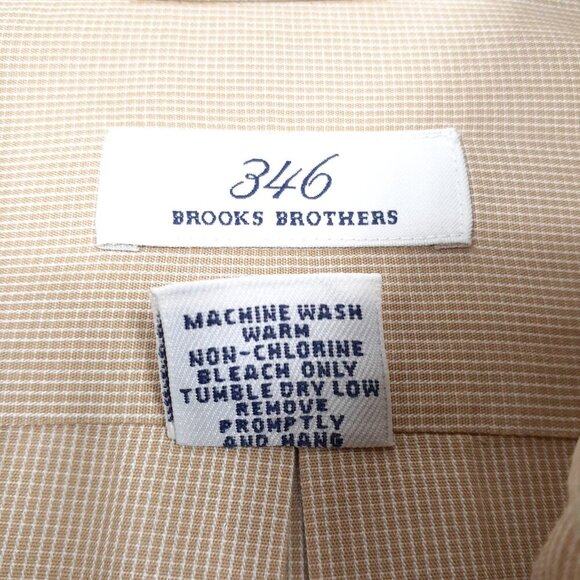 346
BROOKS BROTHERS
MACHINE WASH
WARM
NON-CHLORINE
BLEACH ONLY
TUMBLE DRY LOW
REMOVE
PROMPTLY
AND HANG